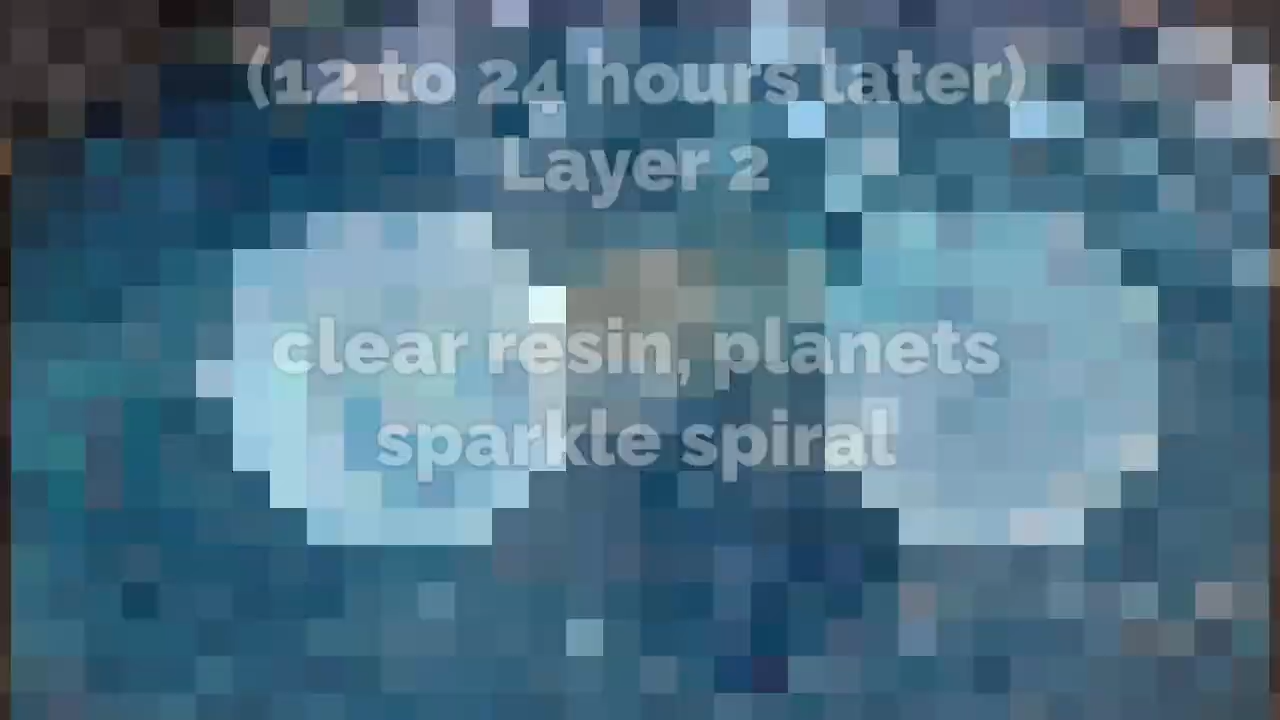 (12 to 24 hours later)
Layer 2
clear resin, planets
sparkle spiral